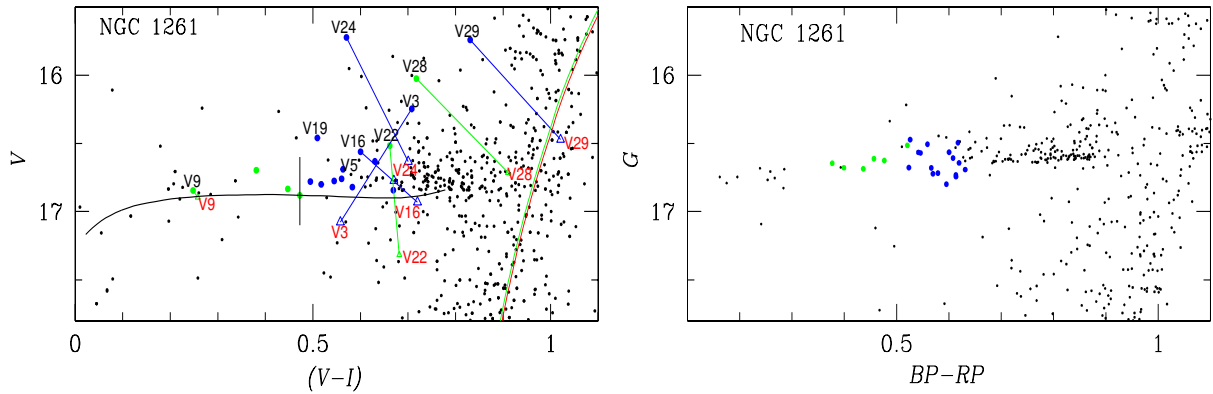 NGC 1261
V24
V29
V28
V3
V19
V16
V22
V5
V24
V29
V28
V9
V9
V16
V3
V22
16
17
V
0
0.5
1
(V−I)
NGC 1261
16
17
G
0.5
1
BP−RP